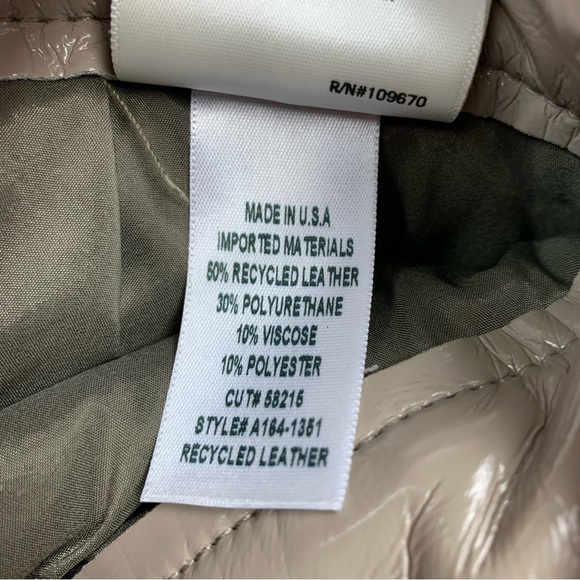 R/N#109670
MADE IN U.S.A
IMPORTED MATERIALS
50% RECYCLED LEATHER
30% POLYURETHANE
10% VISCOSE
10% POLYESTER
CUT# 58215
STYLE# A164-1351
RECYCLED LEATHER